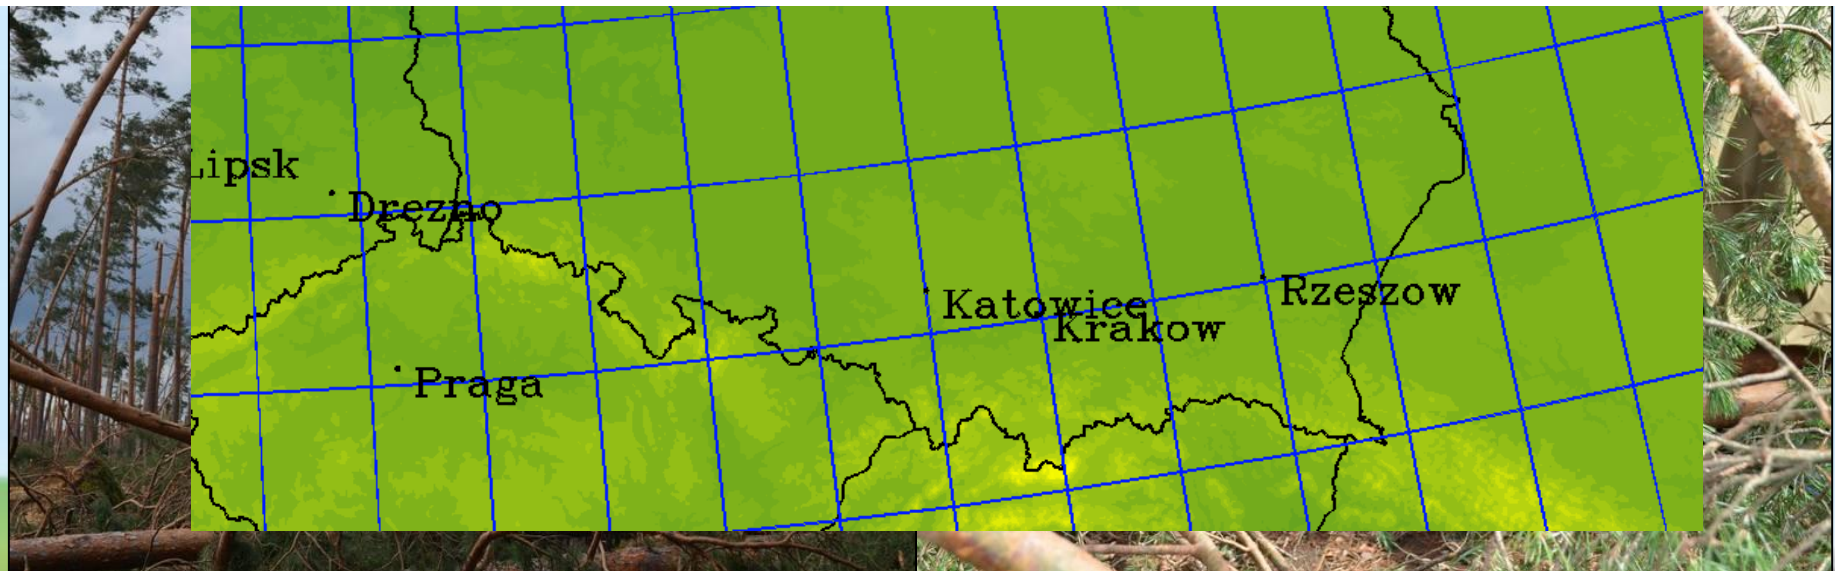 Lipsk
Drezno
Katowice
Rzeszow
Krakow
Praga